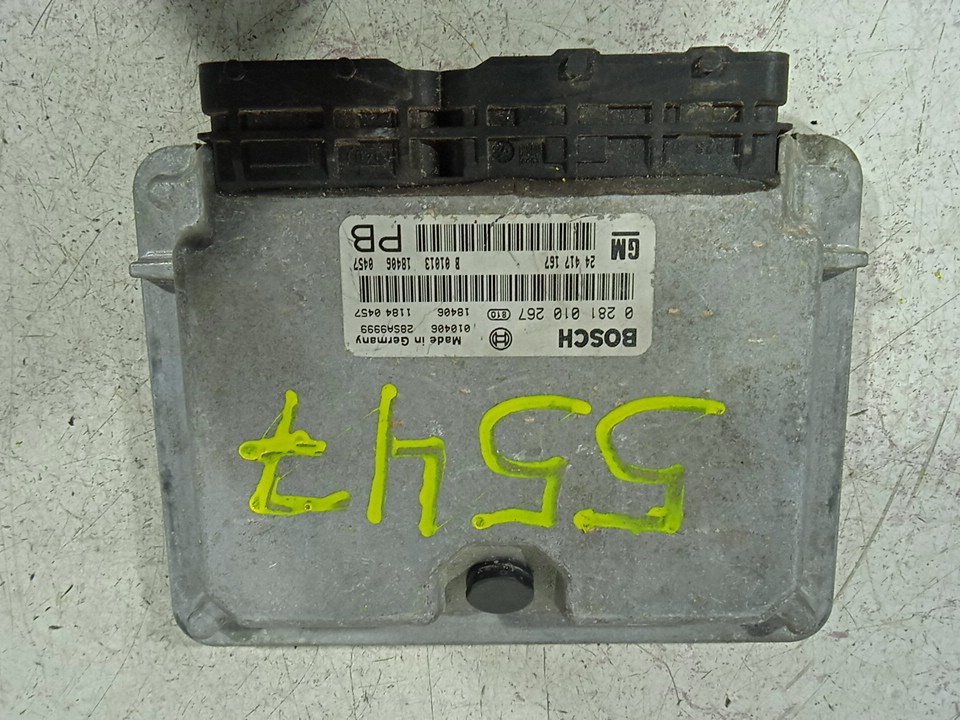 5547
BOSCH Made in Germany
010406 28SA9999
0 281 010 267 810 18406 1184 0457
GM 24 417 167 B 01013 18406 0457
PB